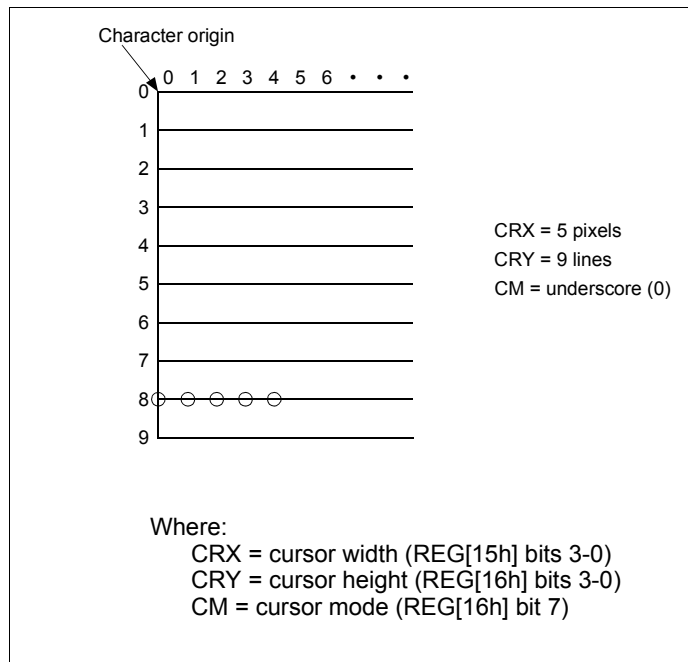 Character origin
0 1 2 3 4 5 6 • • •
0
1
2
3
4
5
6
7
8
9
CRX = 5 pixels
CRY = 9 lines
CM = underscore (0)
Where:
CRX = cursor width (REG[15h] bits 3-0)
CRY = cursor height (REG[16h] bits 3-0)
CM = cursor mode (REG[16h] bit 7)